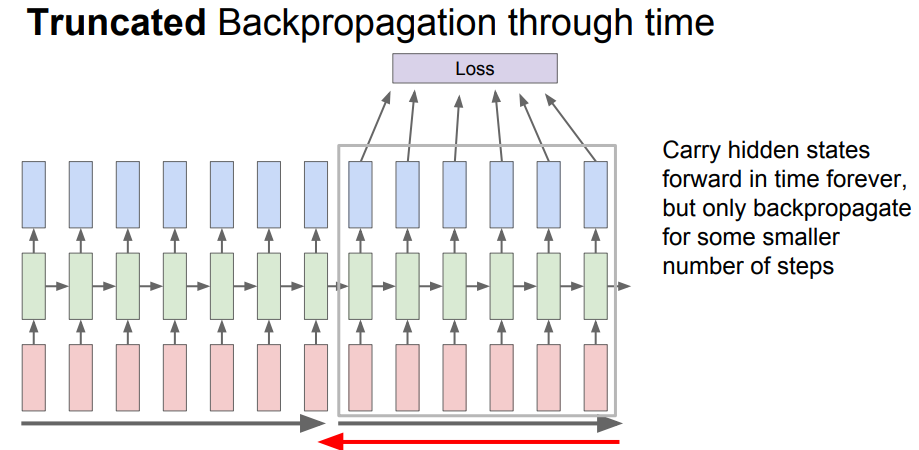 Truncated Backpropagation through time
Loss
Carry hidden states
forward in time forever,
but only backpropagate
for some smaller
number of steps